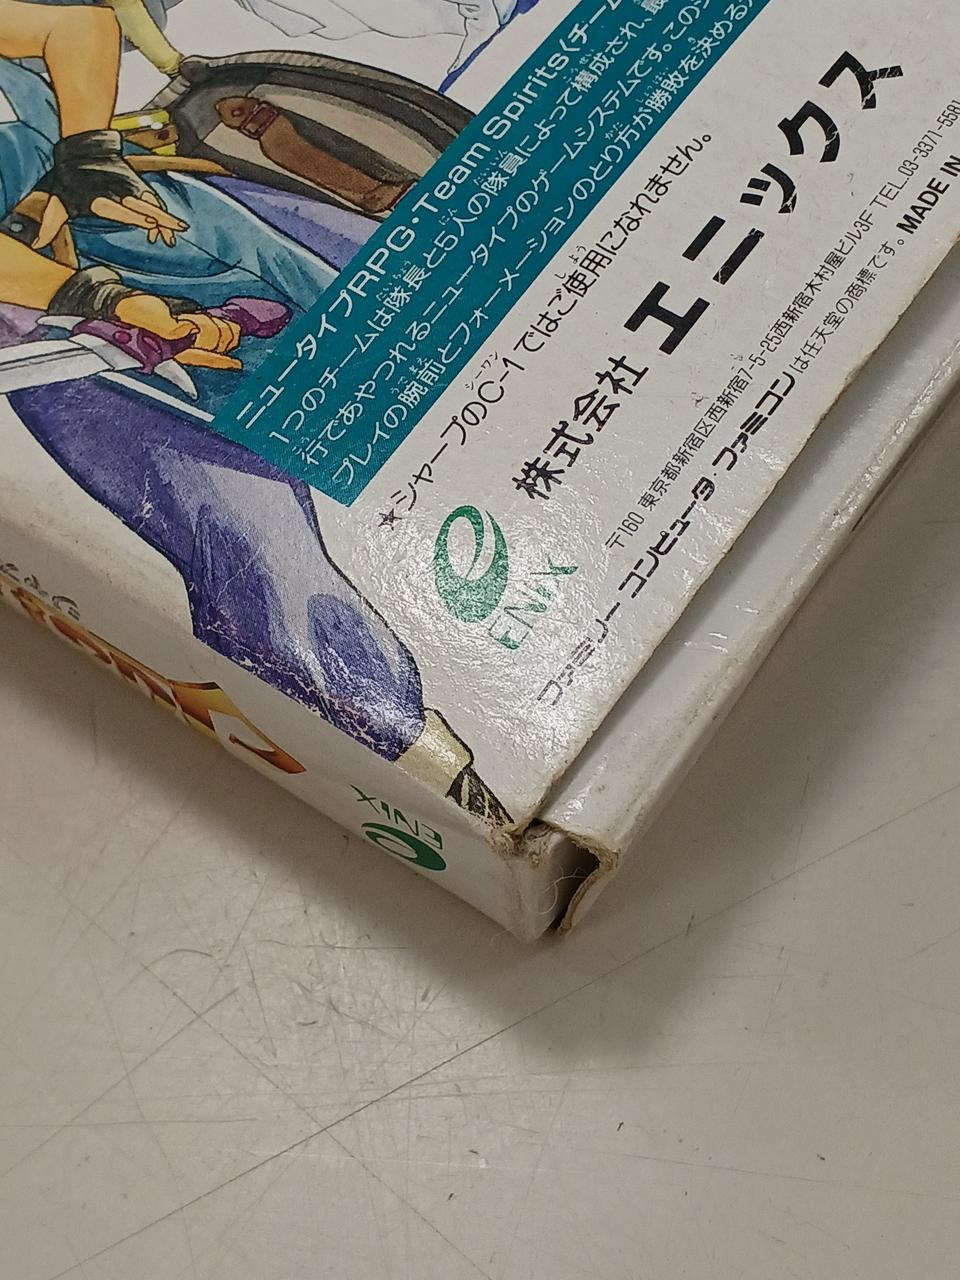 ニュータイプRPG・Team Spirits〈チーム
1つのチームは隊長と5人の隊員によって構成され、最
行であやつれるニュータイプのゲームシステムです。この
プレイの腕前とフォーメーションのとり方が勝敗を決める
★シャープのC-1ではご使用になれません。
株式会社エニックス
〒160 東京都新宿区西新宿7-5-25西新宿木村屋ビル3F TEL.03-3371-5581
ファミリーコンピュータ ファミコンは任天堂の商標です。MADE IN
ENIX
ENIX